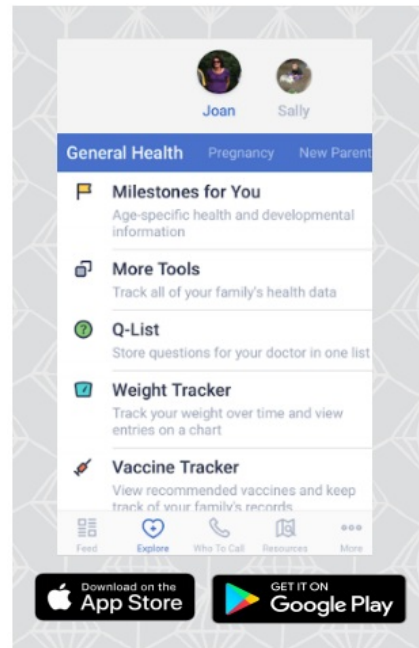 Joan Sally
General Health Pregnancy New Parent
Milestones for You
Age-specific health and developmental
information
More Tools
Track all of your family's health data
Q-List
Store questions for your doctor in one list
Weight Tracker
Track your weight over time and view
entries on a chart
Vaccine Tracker
View recommended vaccines and keep
track of your family's records
Feed Explore Who To Call Resources More
Download on the
App Store
GET IT ON
Google Play